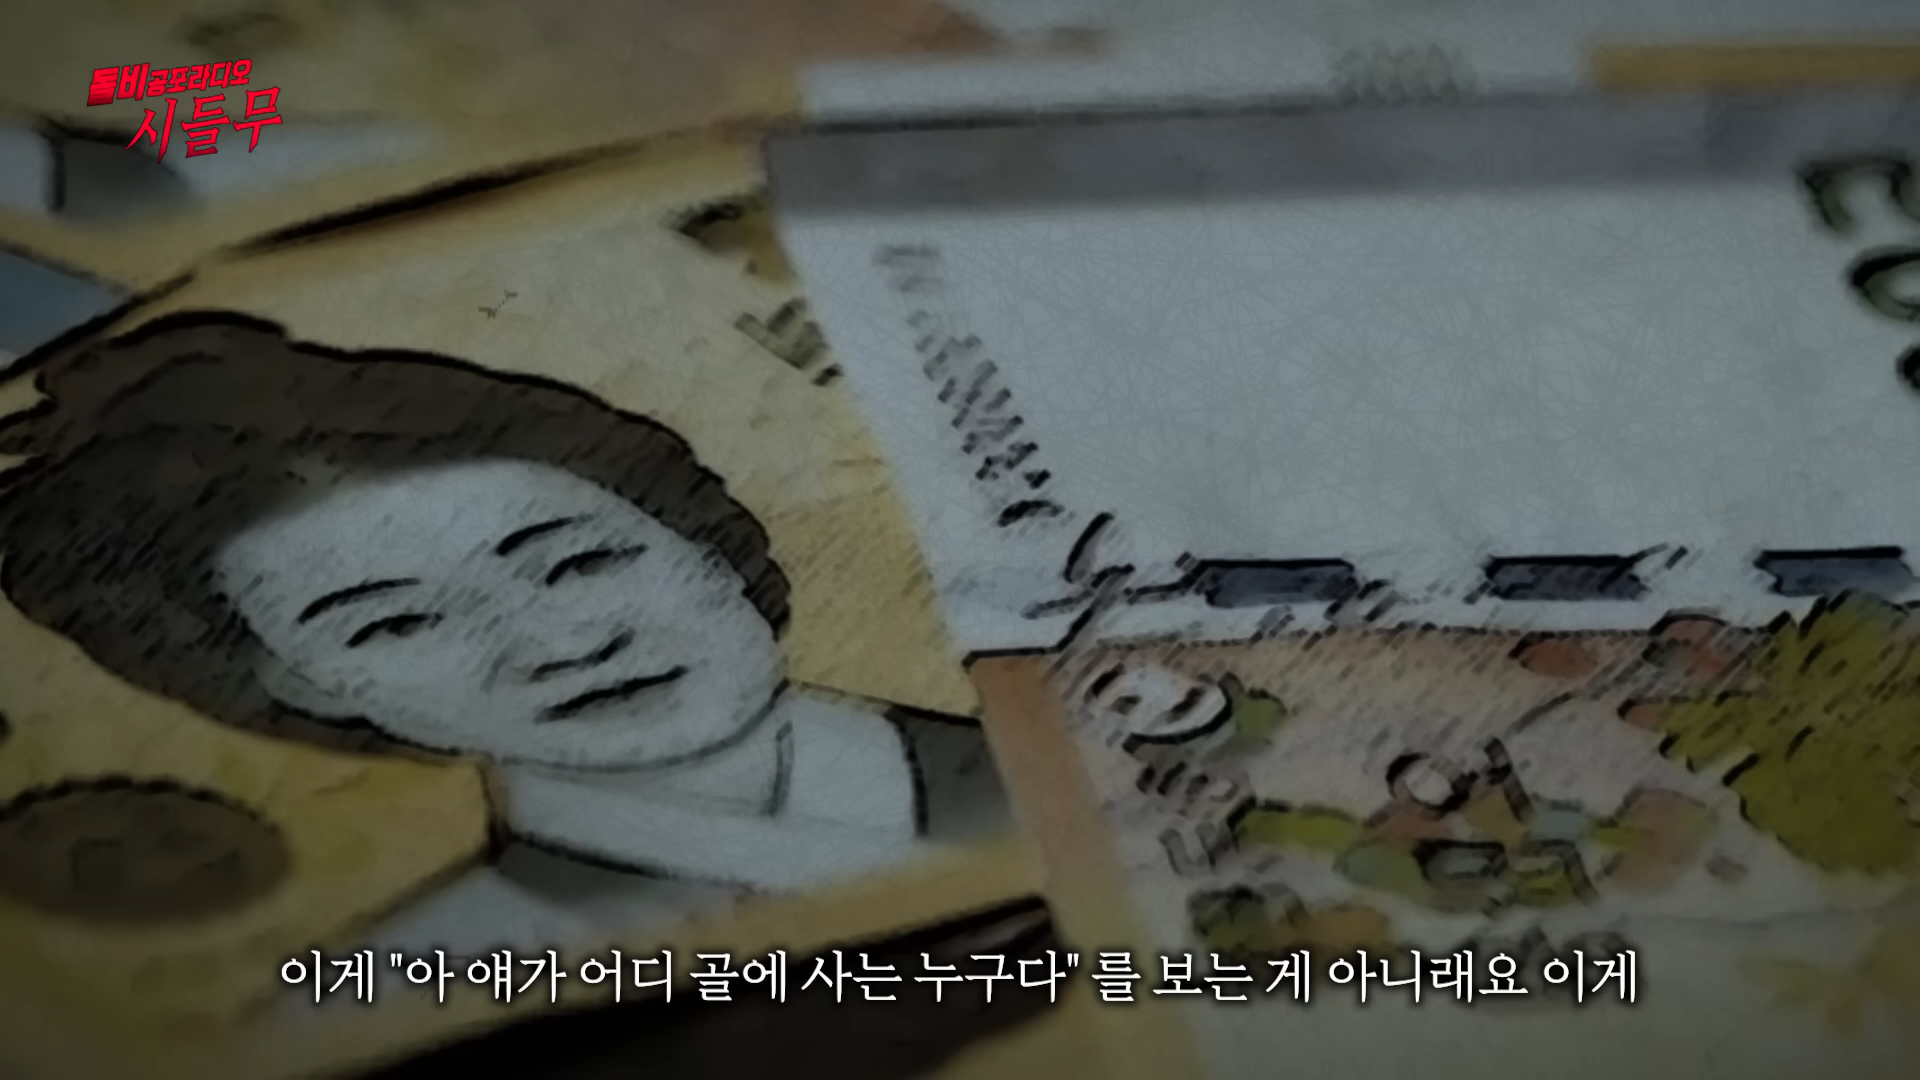 돌비공포라디오
시들무
이게 "아 얘가 어디 골에 사는 누구다" 를 보는 게 아니래요 이게